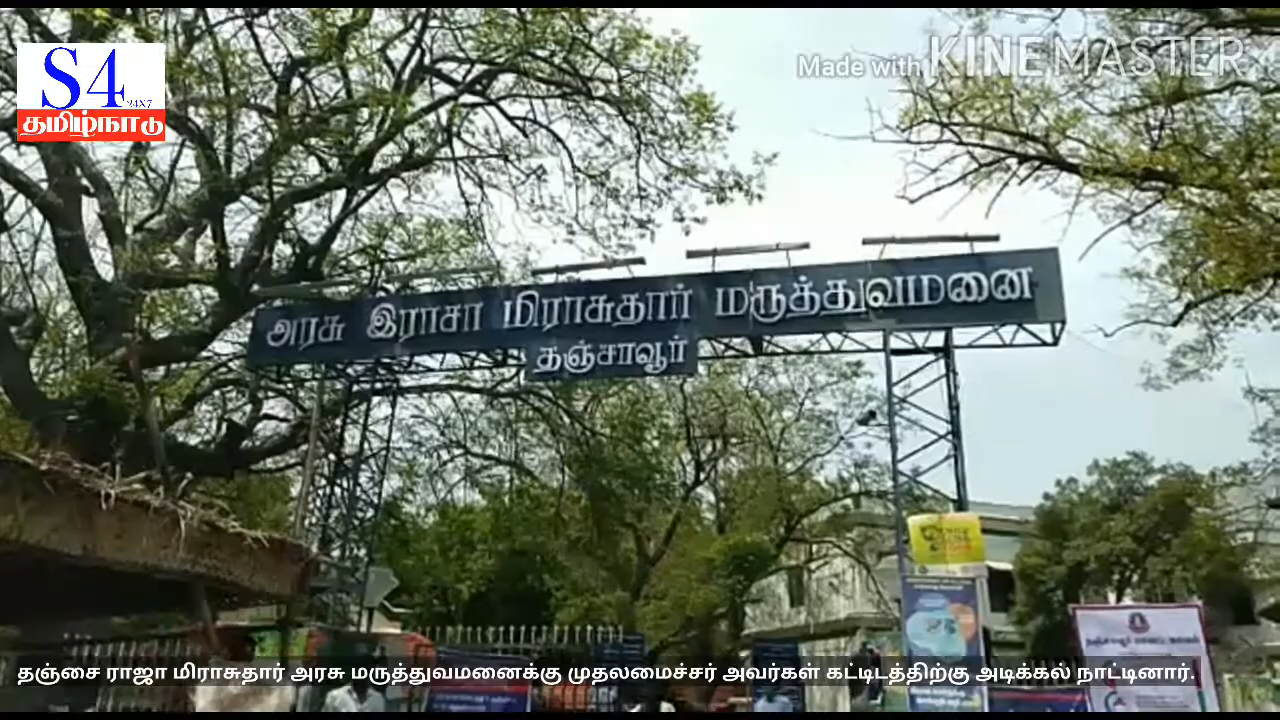 S4
24X7
தமிழ்நாடு
Made with KINEMASTER
அரசு இராசா மிராசுதார் மருத்துவமனை
தஞ்சாவூர்
தஞ்சை ராஜா மிராசுதார் அரசு மருத்துவமனைக்கு முதலமைச்சர் அவர்கள் கட்டிடத்திற்கு அடிக்கல் நாட்டினார்.